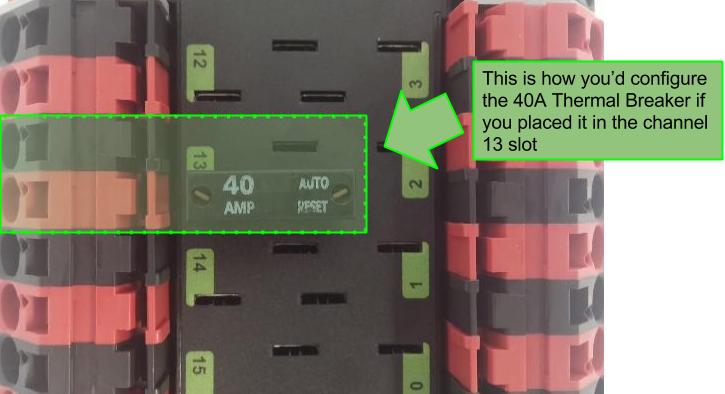 12
3
This is how you'd configure
the 40A Thermal Breaker if
you placed it in the channel
13 slot
13
2
40 AUTO
AMP RESET
14
1
15
0